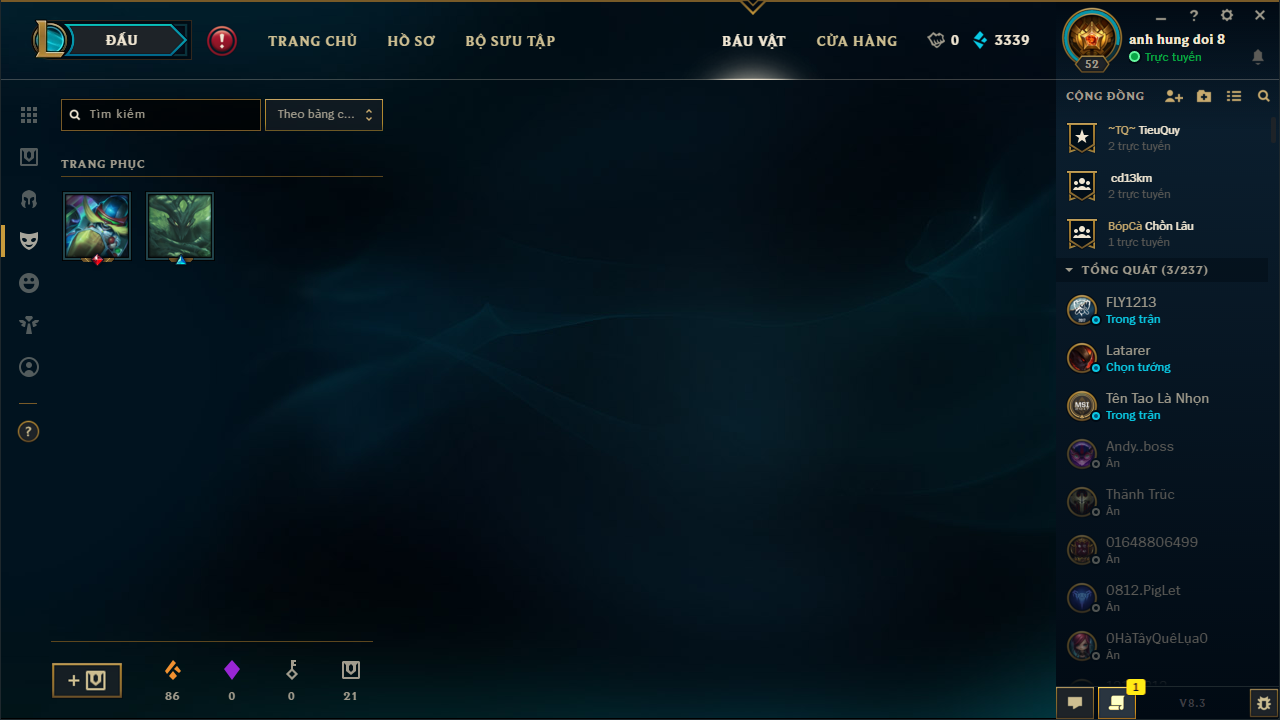 ĐẤU
TRANG CHỦ
HỒ SƠ
BỘ SƯU TẬP
BÁU VẬT
CỬA HÀNG
0
3339
52
anh hung doi 8
Trực tuyến
Tìm kiếm
Theo bảng c...
TRANG PHỤC
CỘNG ĐỒNG
~TQ~ TieuQuy
2 trực tuyến
cd13km
2 trực tuyến
BópCà Chồn Lâu
1 trực tuyến
TỔNG QUÁT (3/237)
FLY1213
Trong trận
Latarer
Chọn tướng
MSI
Tên Tao Là Nhọn
Trong trận
Andy..boss
Ẩn
Thãnh Trũc
Ẩn
01648806499
Ẩn
0812.PigLet
Ẩn
0HàTâyQuêLụa0
Ẩn
86
0
0
21
1
V8.3